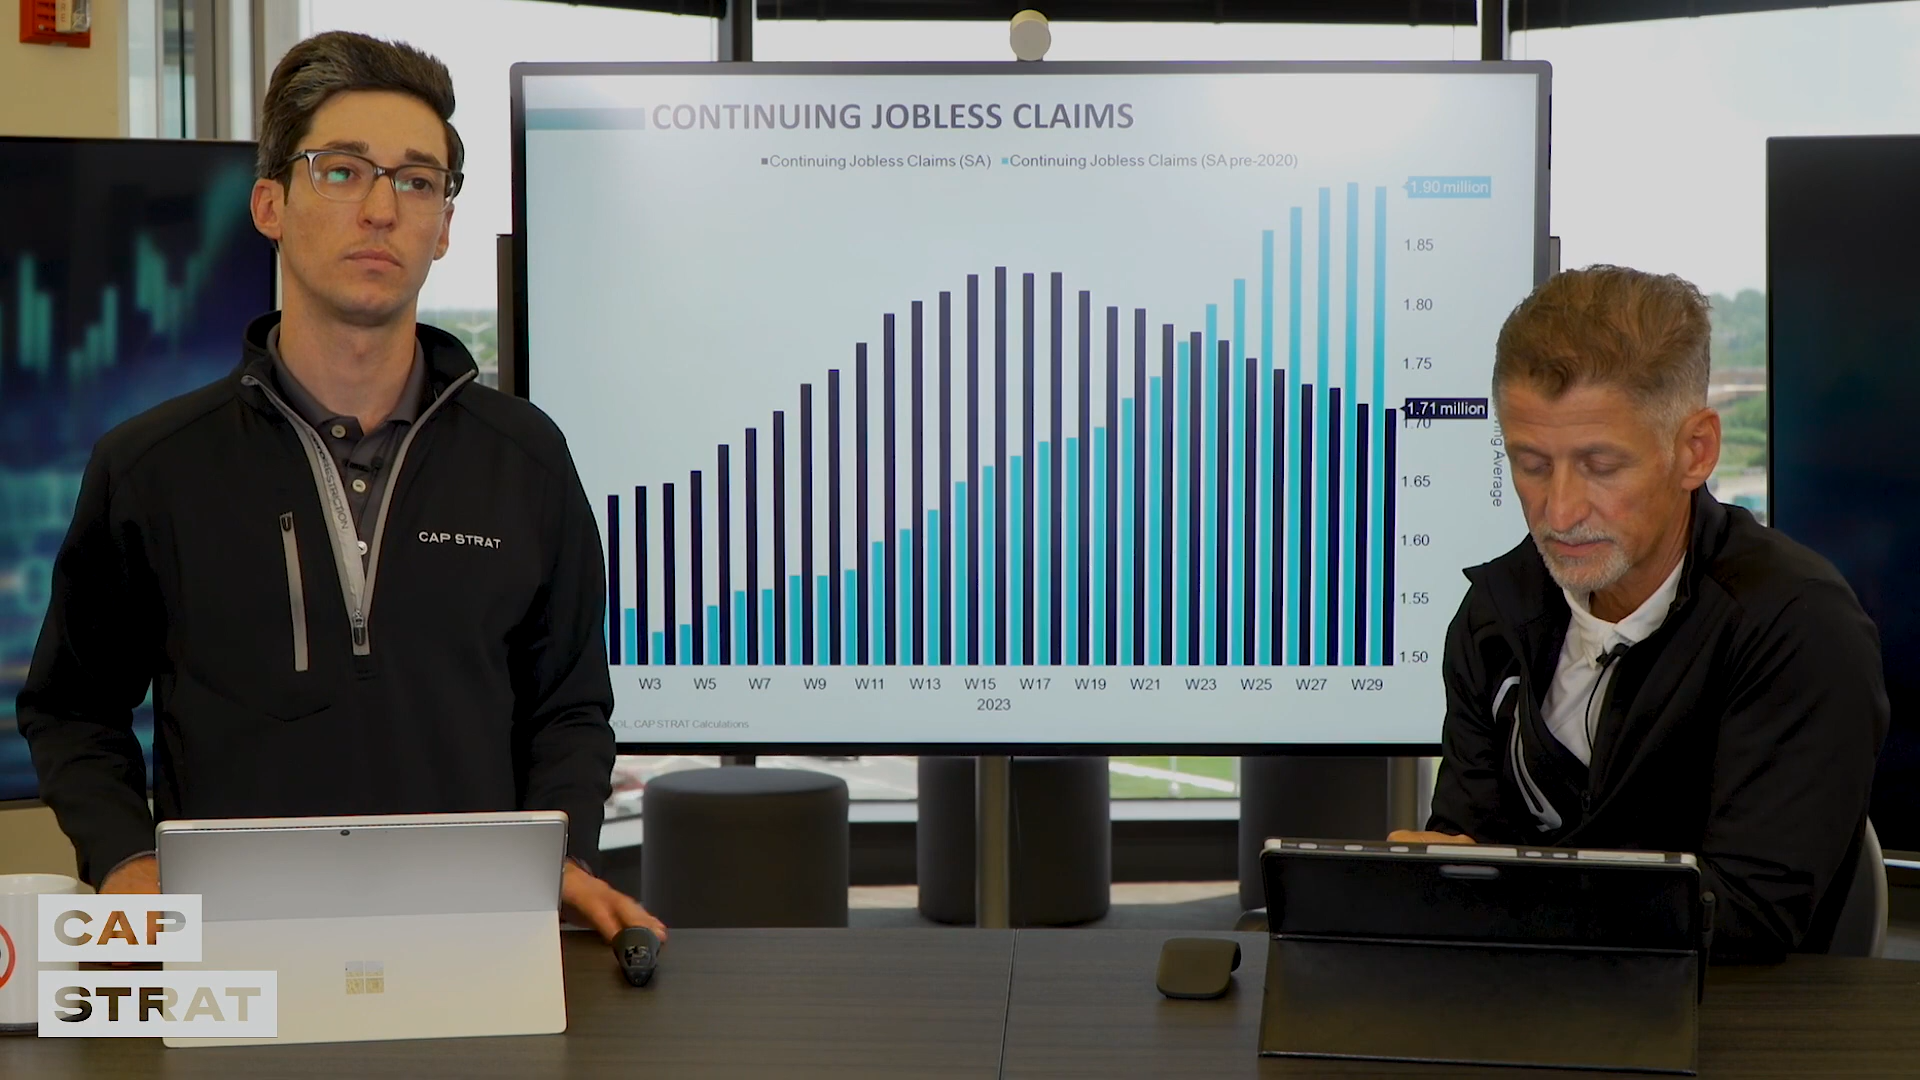 CONTINUING JOBLESS CLAIMS
Continuing Jobless Claims (SA) Continuing Jobless Claims (SA pre-2020)
1.90 million
1.85
1.80
1.75
1.71 million
1.70
1.65
1.60
1.55
1.50
Average
W3 W5 W7 W9 W11 W13 W15 W17 W19 W21 W23 W25 W27 W29
2023
CAP STRAT Calculations
CAP STRAT
CAP
STRAT